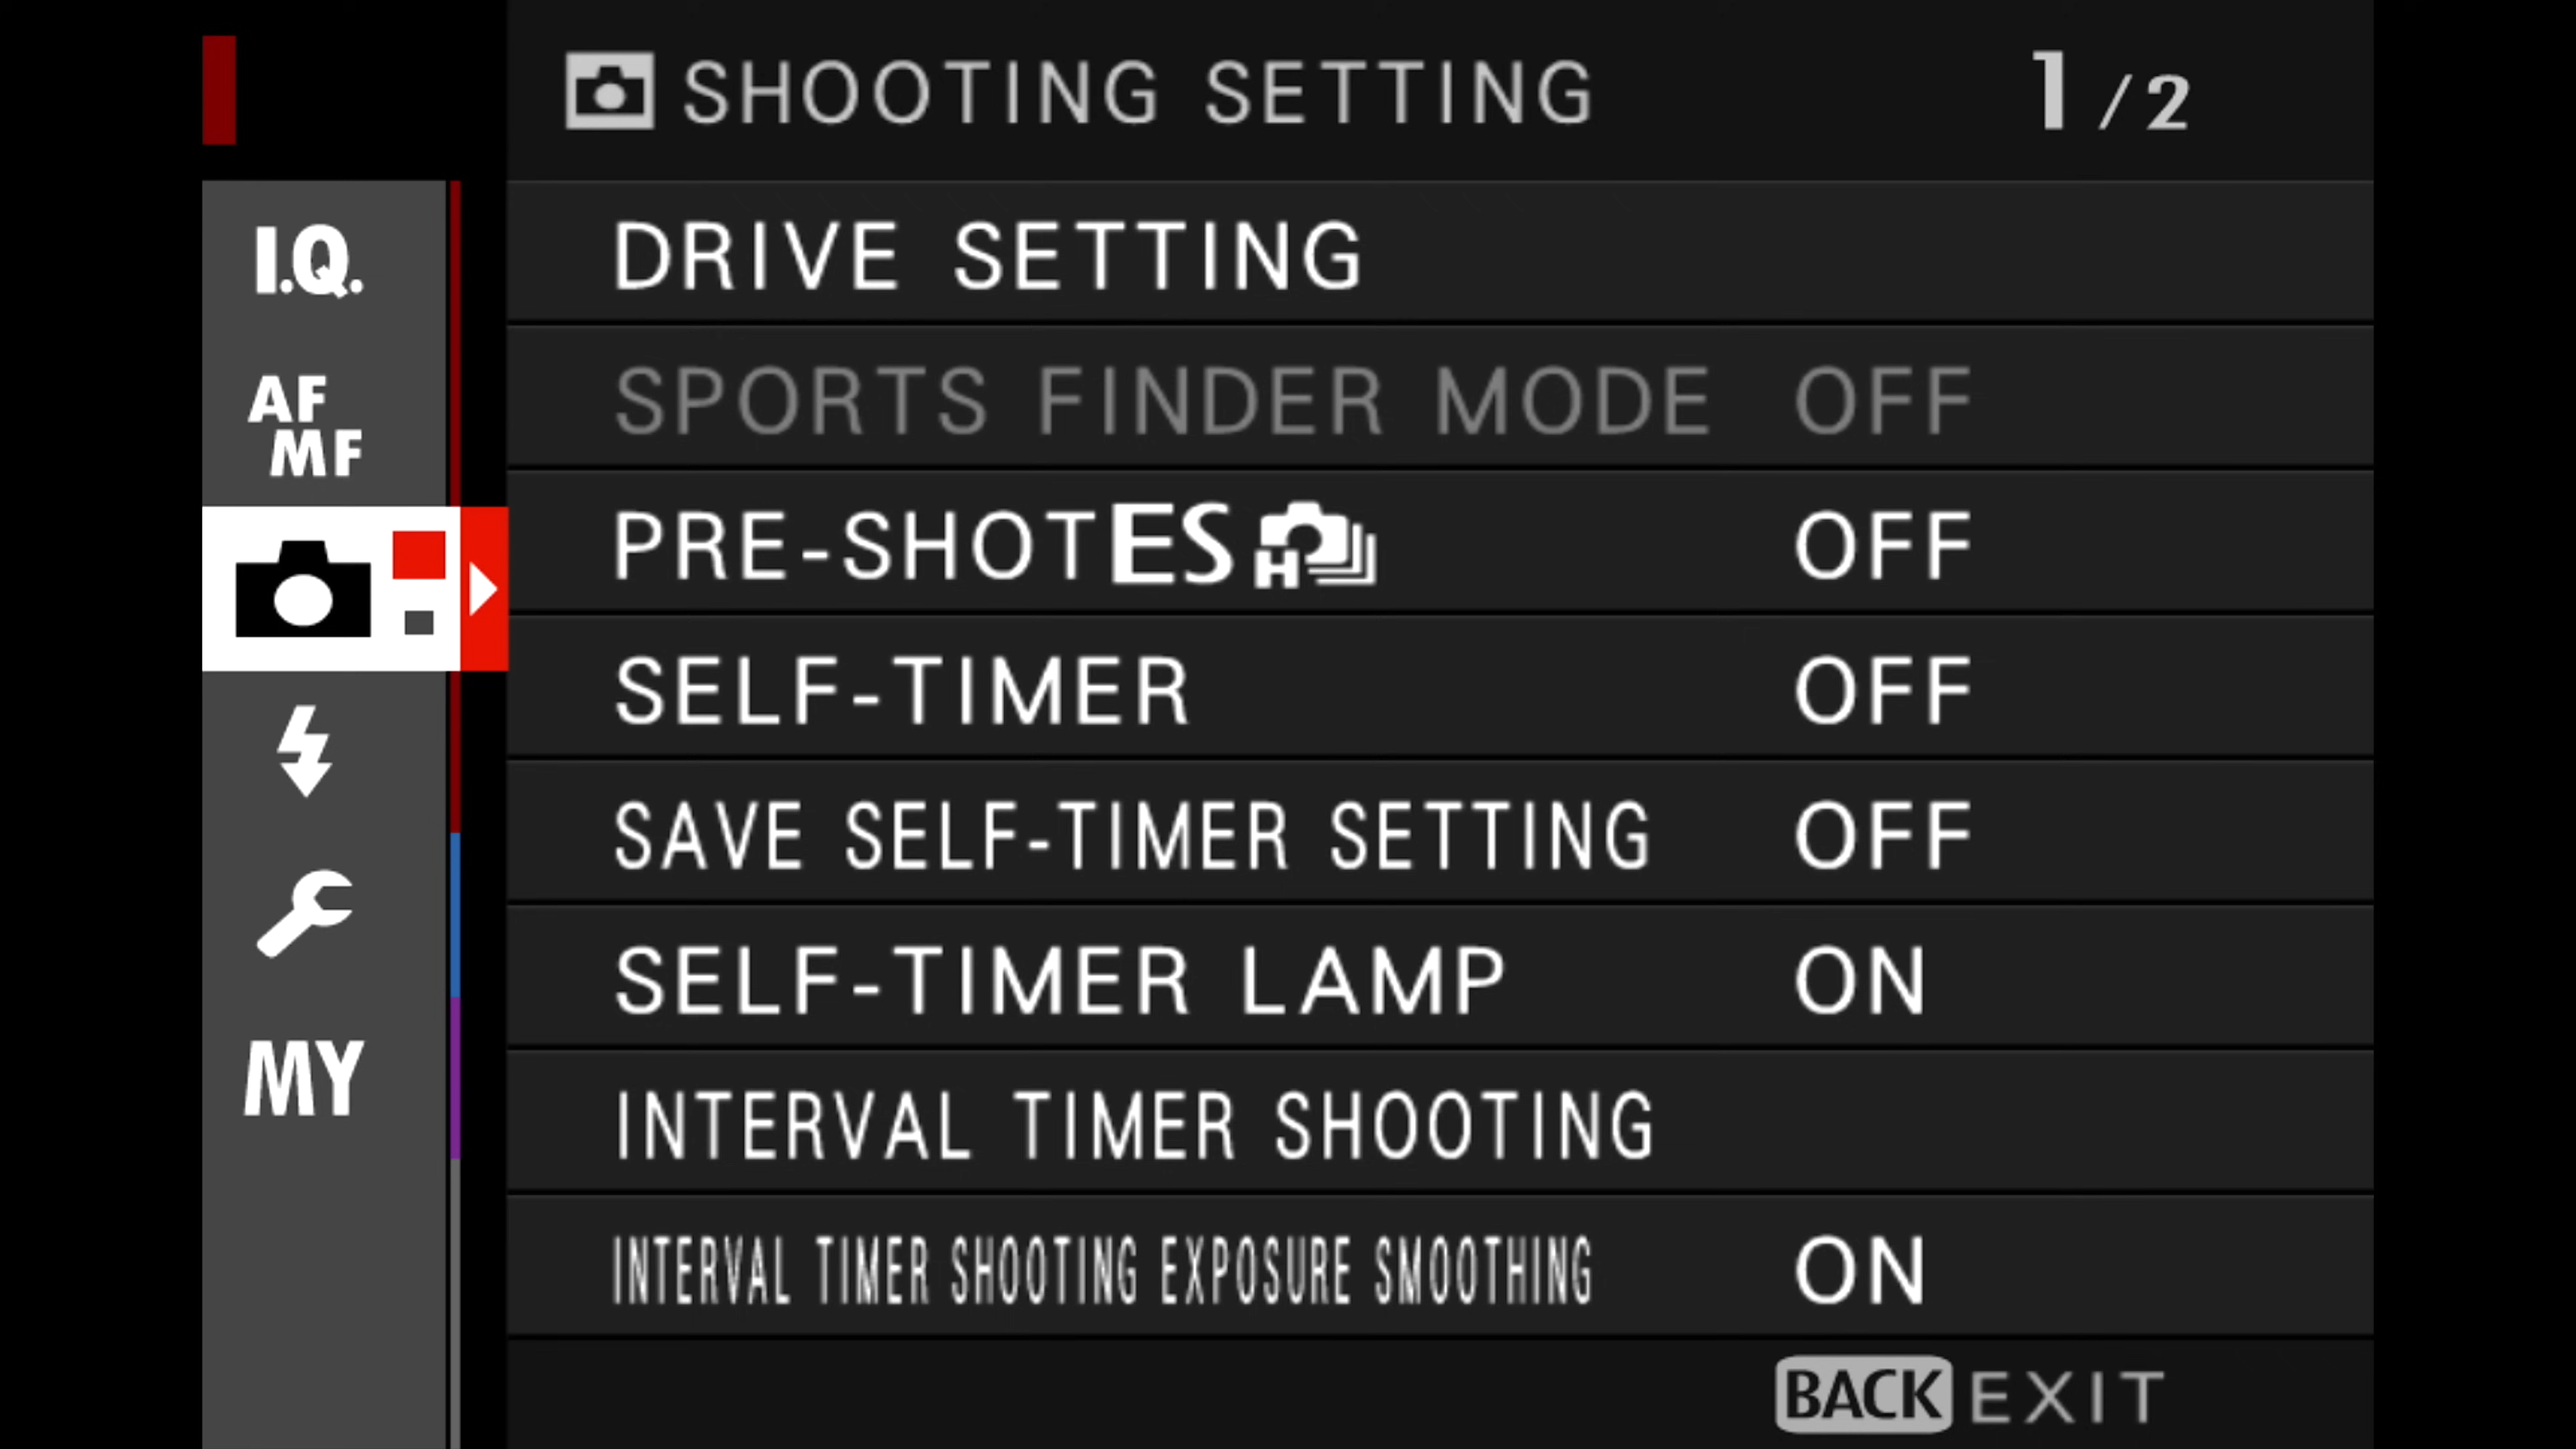 SHOOTING SETTING 1/2
I.Q.
AF
MF
MY
DRIVE SETTING
SPORTS FINDER MODE OFF
PRE-SHOT ES H OFF
SELF-TIMER OFF
SAVE SELF-TIMER SETTING OFF
SELF-TIMER LAMP ON
INTERVAL TIMER SHOOTING
INTERVAL TIMER SHOOTING EXPOSURE SMOOTHING ON
BACK EXIT